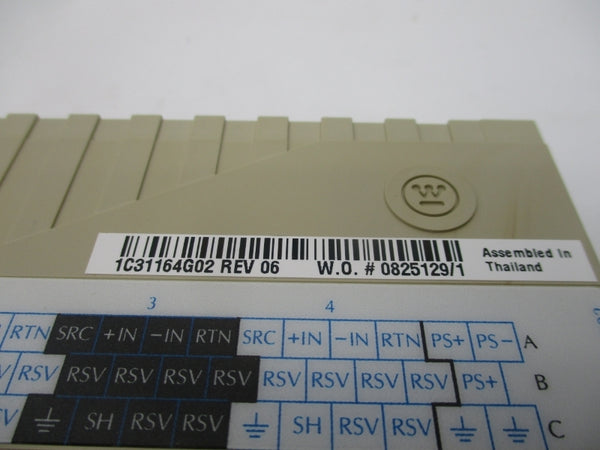 1C31164G02 REV 06 W.O. # 0825129/1
Assembled In
Thailand
3 4
RTN SRC +IN −IN RTN SRC +IN −IN RTN PS+ PS− A
RSV RSV RSV RSV RSV RSV RSV RSV RSV PS+ B
SH RSV RSV SH RSV RSV C